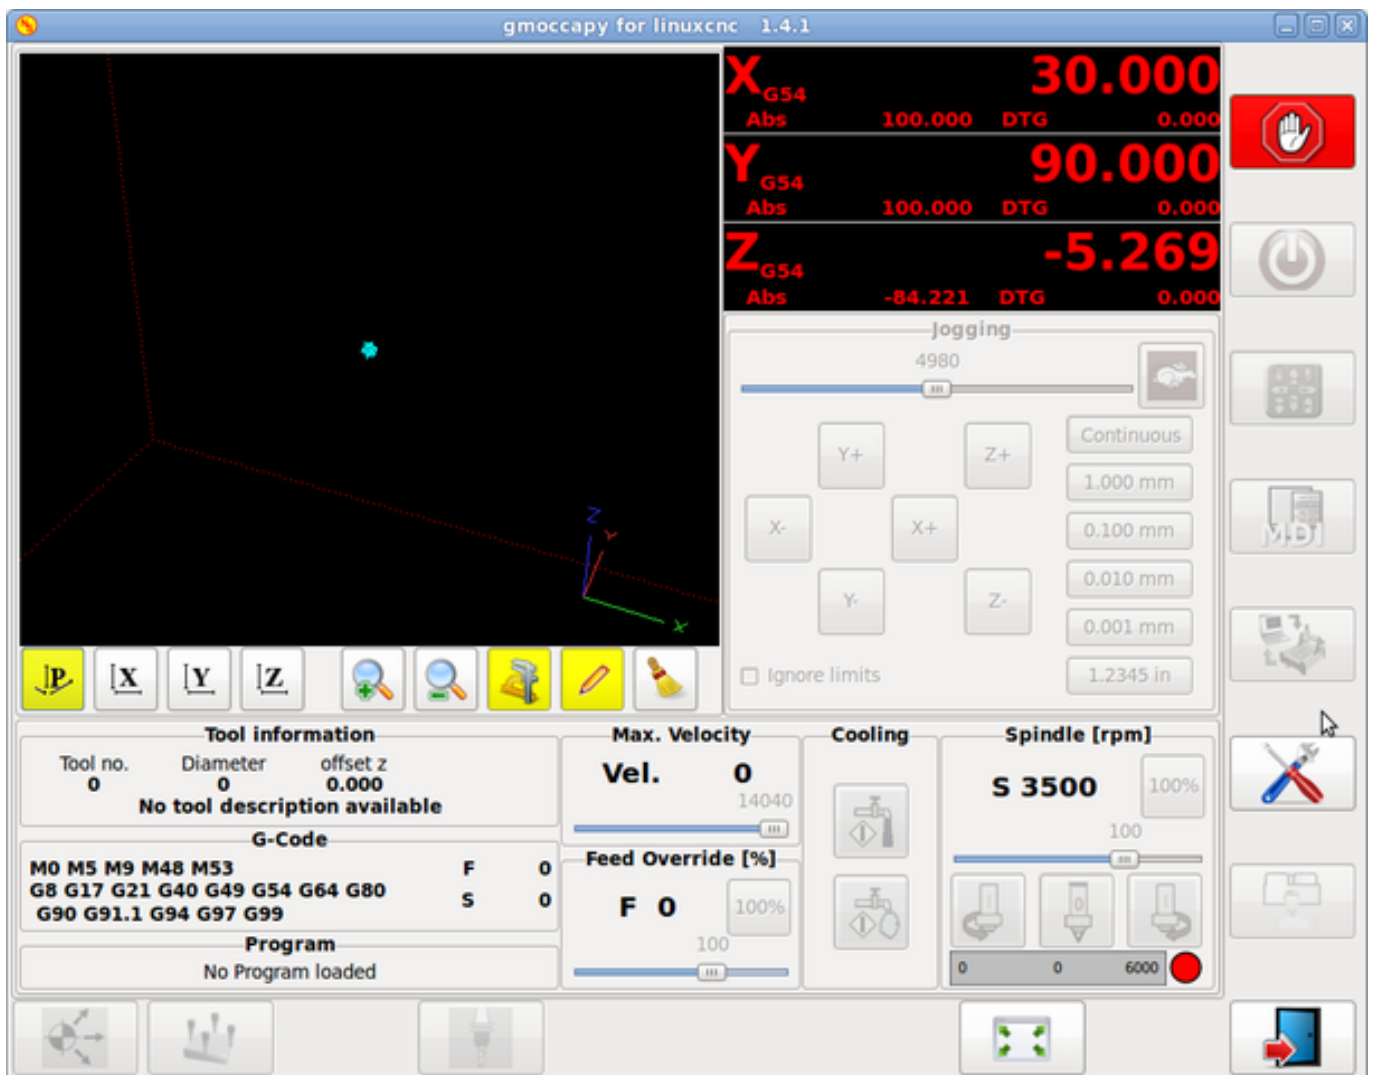 gmoccapy for linuxcnc 1.4.1
X G54 30.000
Abs 100.000 DTG 0.000
Y G54 90.000
Abs 100.000 DTG 0.000
Z G54 -5.269
Abs -84.221 DTG 0.000
Jogging
4980
Continuous
Y+ Z+
1.000 mm
X- X+
0.100 mm
0.010 mm
Y- Z-
0.001 mm
Ignore limits
1.2345 in
MDI
Z
Y
X
P X Y Z
Tool information
Tool no. Diameter offset z
0 0 0.000
No tool description available
G-Code
M0 M5 M9 M48 M53 F 0
G8 G17 G21 G40 G49 G54 G64 G80 S 0
G90 G91.1 G94 G97 G99
Program
No Program loaded
Max. Velocity
Vel. 0
14040
Feed Override [%]
F 0 100%
100
Cooling
Spindle [rpm]
S 3500 100%
100
0
0 0 6000